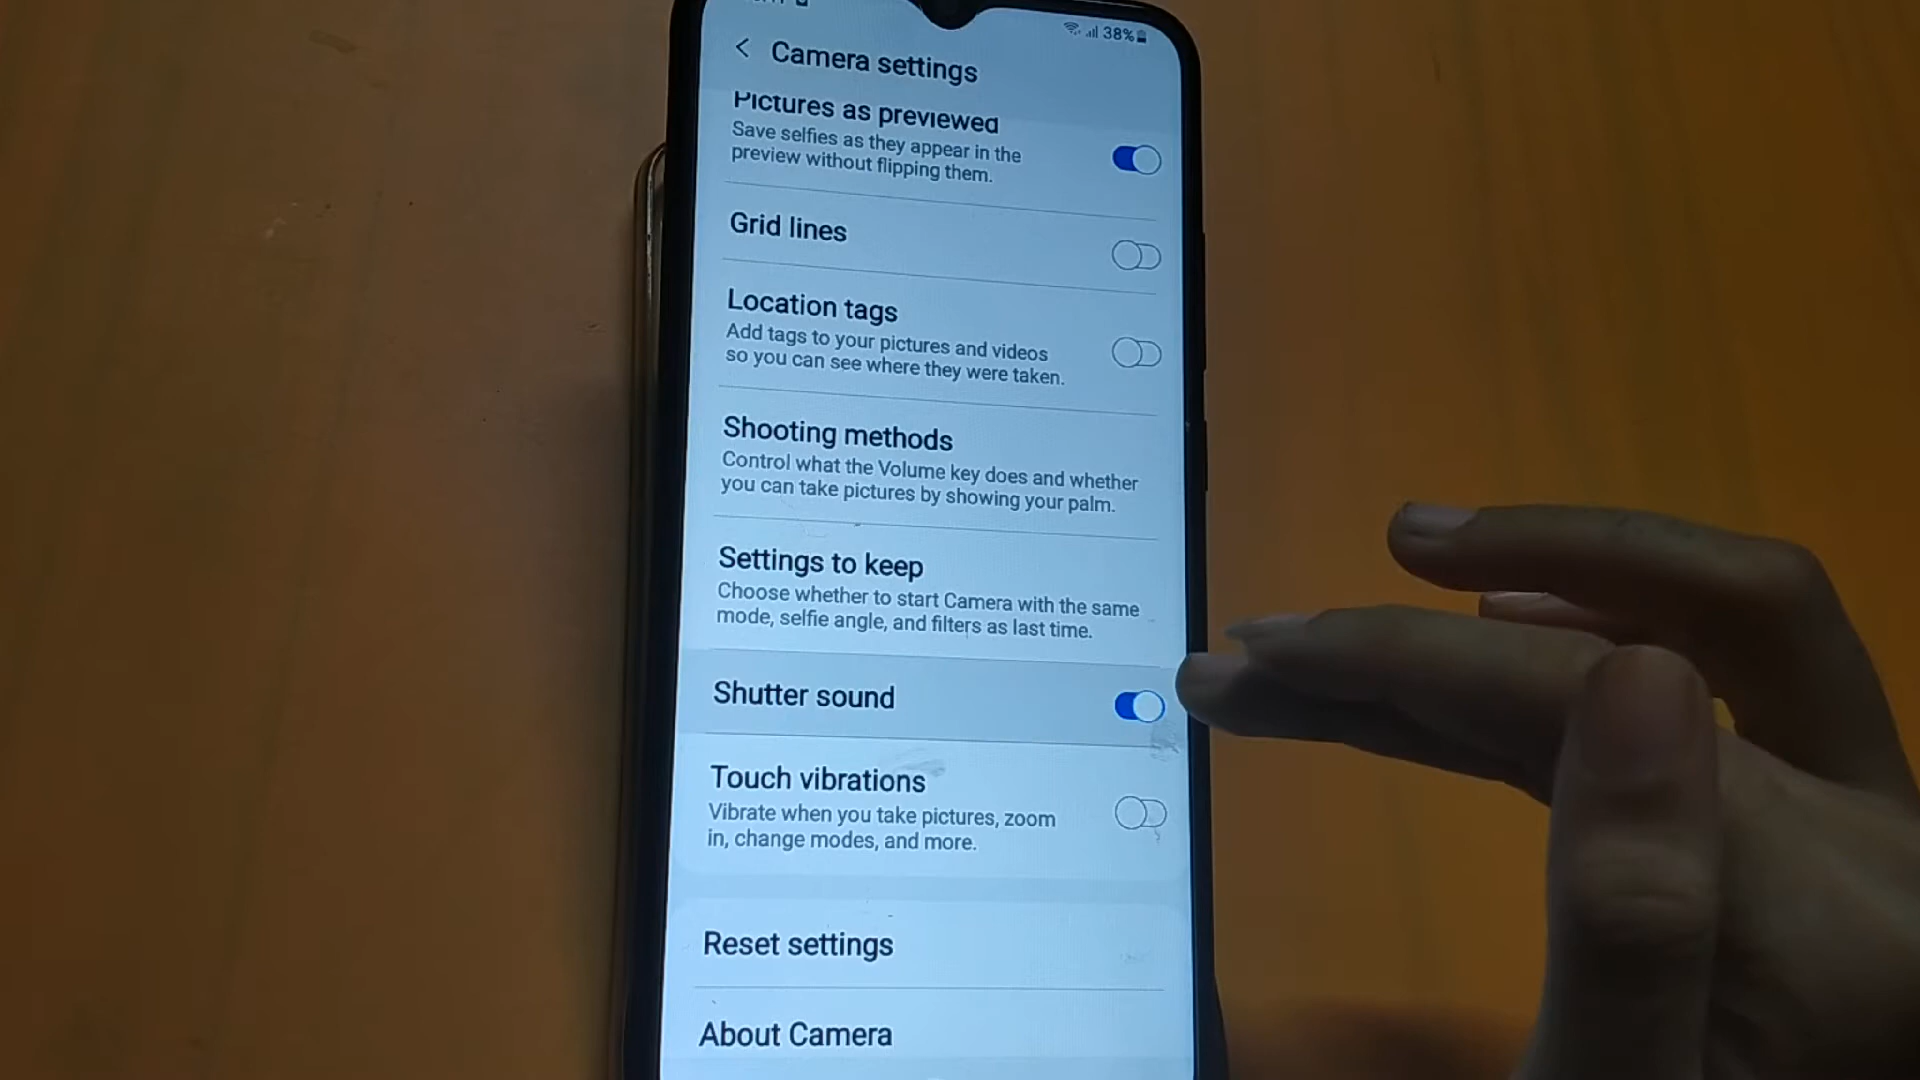 38%
Camera settings
Pictures as previewed
Save selfies as they appear in the
preview without flipping them.
Grid lines
Location tags
Add tags to your pictures and videos
so you can see where they were taken.
Shooting methods
Control what the Volume key does and whether
you can take pictures by showing your palm.
Settings to keep
Choose whether to start Camera with the same
mode, selfie angle, and filters as last time.
Shutter sound
Touch vibrations
Vibrate when you take pictures, zoom
in, change modes, and more.
Reset settings
About Camera